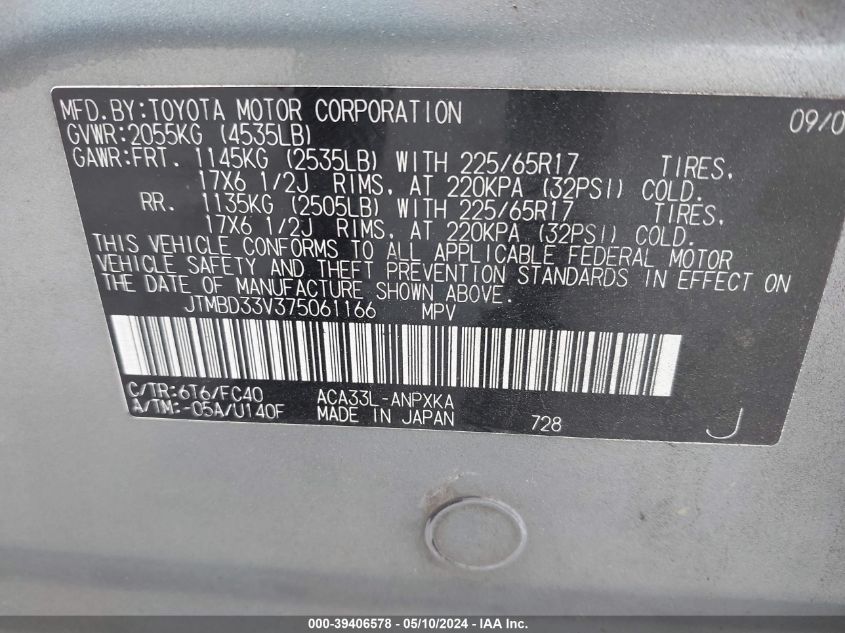 MFD.BY:TOYOTA MOTOR CORPORATION 09/0
GVWR:2055KG (4535LB)
GAWR:FRT. 1145KG (2535LB) WITH 225/65R17 TIRES,
17X6 1/2J RIMS, AT 220KPA (32PSI) COLD.
RR. 1135KG (2505LB) WITH 225/65R17 TIRES,
17X6 1/2J RIMS, AT 220KPA (32PSI) COLD.
THIS VEHICLE CONFORMS TO ALL APPLICABLE FEDERAL MOTOR
VEHICLE SAFETY AND THEFT PREVENTION STANDARDS IN EFFECT ON
THE DATE OF MANUFACTURE SHOWN ABOVE.
JTMBD33V375061166 MPV
C/TR:6T6/FC40 ACA33L-ANPXKA
A/TM:-05A/U140F MADE IN JAPAN 728 J
000-39406578 - 05/10/2024 - IAA Inc.